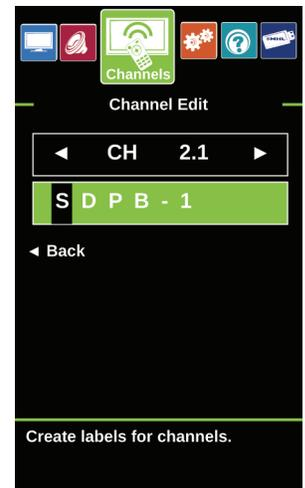 Channels
Channel Edit
◄ CH 2.1 ►
S D P B - 1
◄ Back
Create labels for channels.